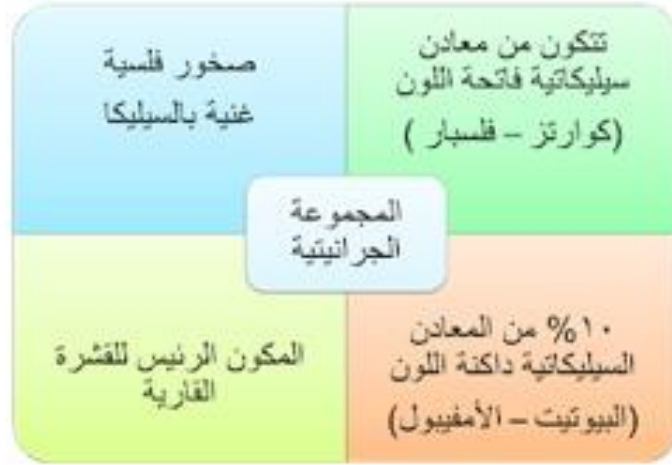 تتكون من معادن
سيليكاتية فاتحة اللون
(كوارتز – فلسبار )
صخور فلسية
غنية بالسيليكا
المجموعة
الجرانيتية
١٠% من المعادن
السيليكاتية داكنة اللون
(البيوتيت – الأمفيبول)
المكون الرئيس للقشرة
القارية